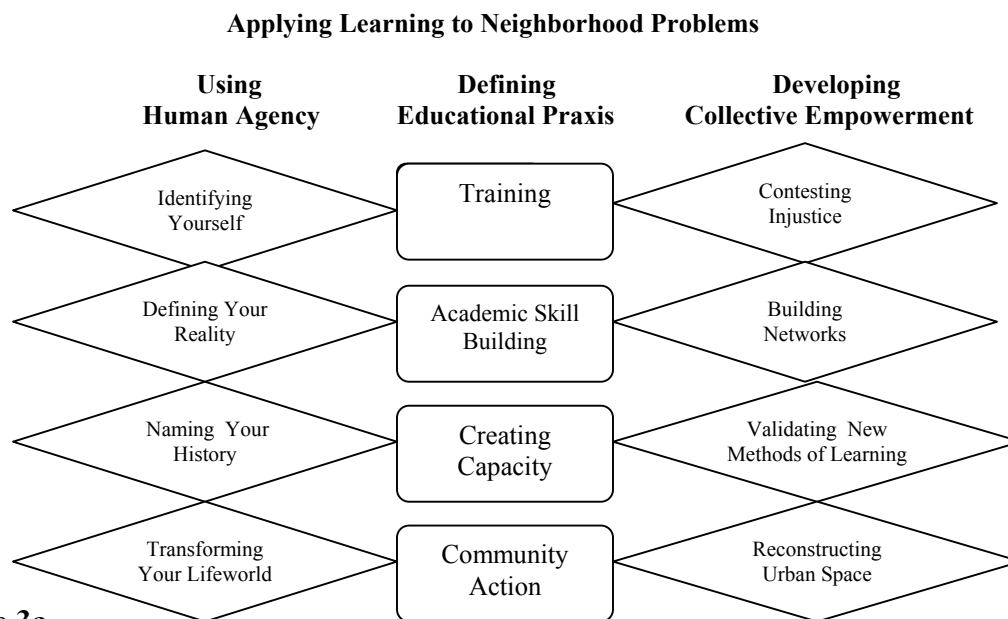 Applying Learning to Neighborhood Problems
Using
Human Agency
Defining
Educational Praxis
Developing
Collective Empowerment
Identifying
Yourself
Training
Contesting
Injustice
Defining Your
Reality
Academic Skill
Building
Building
Networks
Naming Your
History
Creating
Capacity
Validating New
Methods of Learning
Transforming
Your Lifeworld
Community
Action
Reconstructing
Urban Space